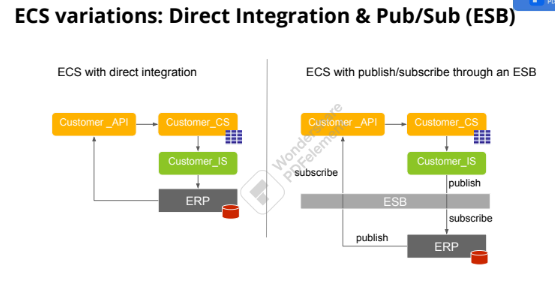 ECS variations: Direct Integration & Pub/Sub (ESB)
ECS with direct integration
Customer _API
Customer_CS
Customer_IS
ERP
ECS with publish/subscribe through an ESB
Customer _API
Customer_CS
Customer_IS
subscribe
publish
ESB
subscribe
publish
ERP
Wondershare
PDFelement